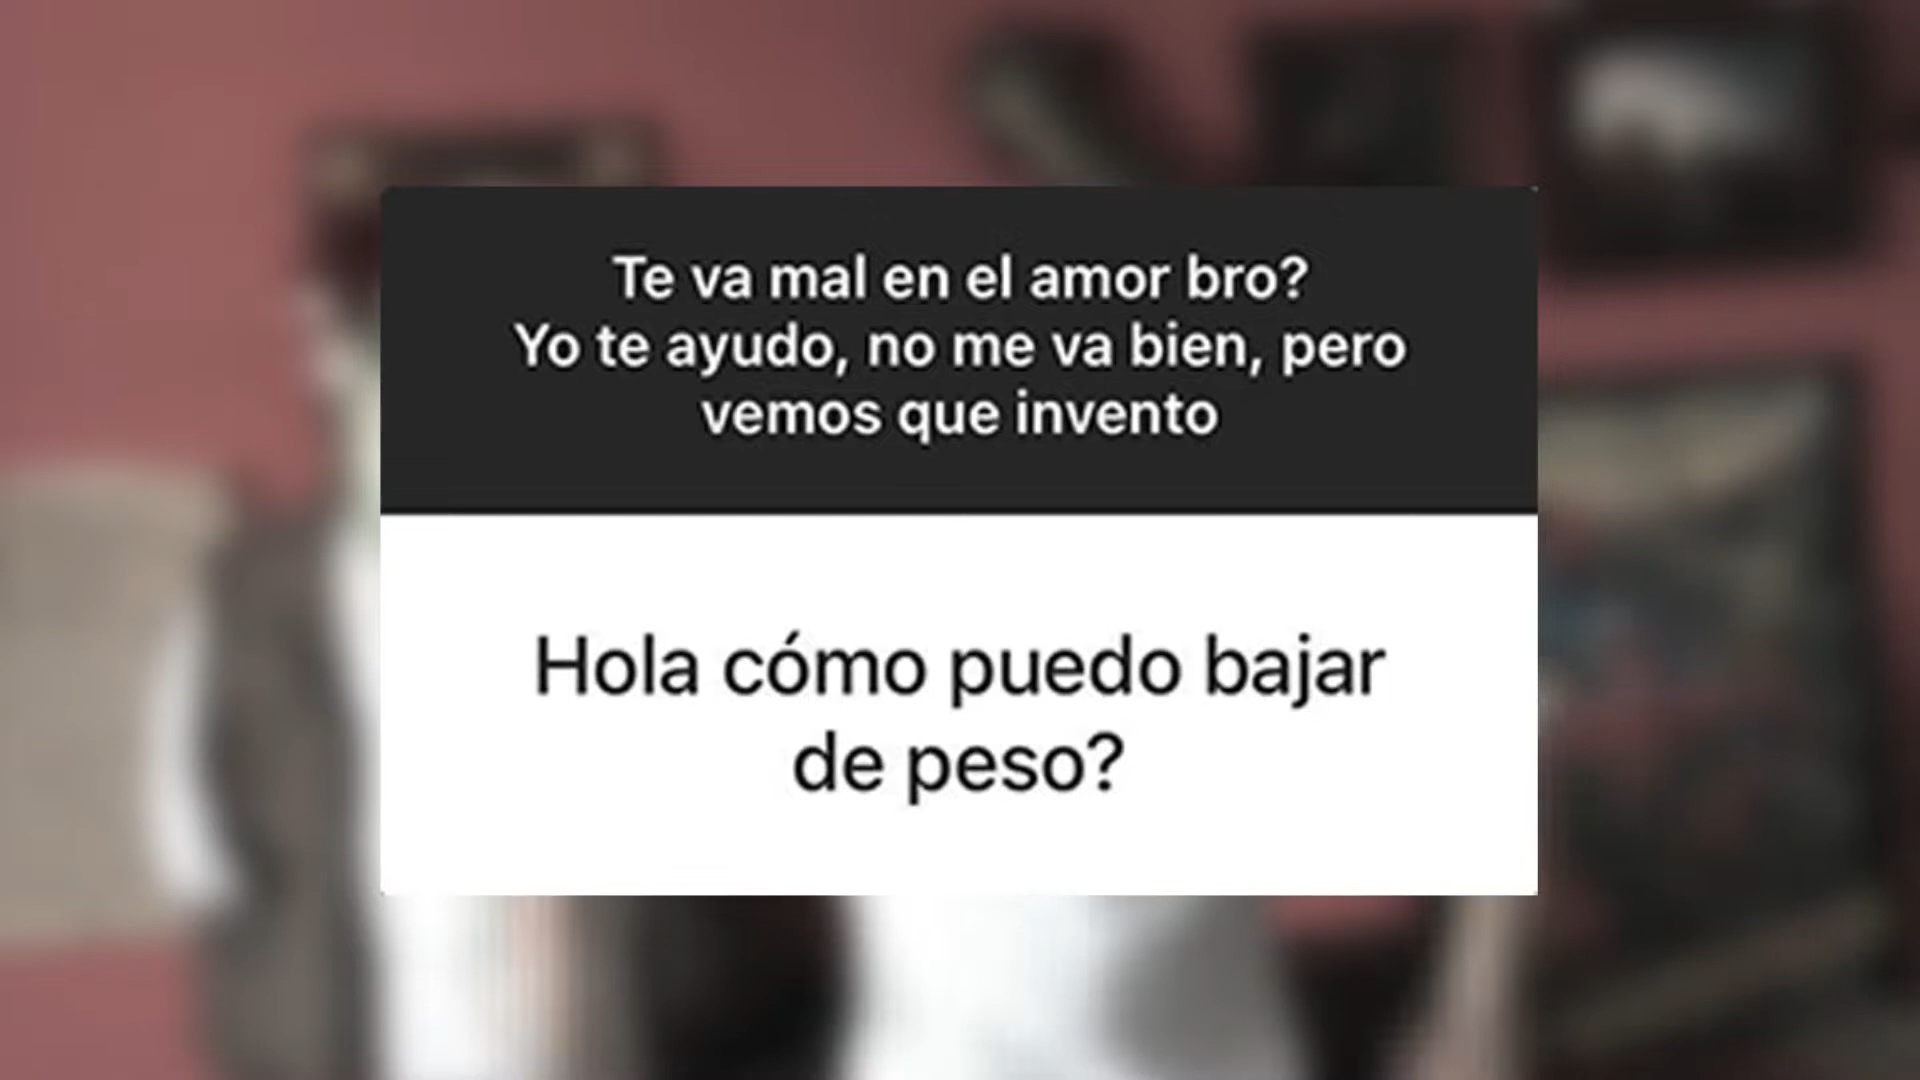 Te va mal en el amor bro?
Yo te ayudo, no me va bien, pero
vemos que invento
Hola cómo puedo bajar
de peso?